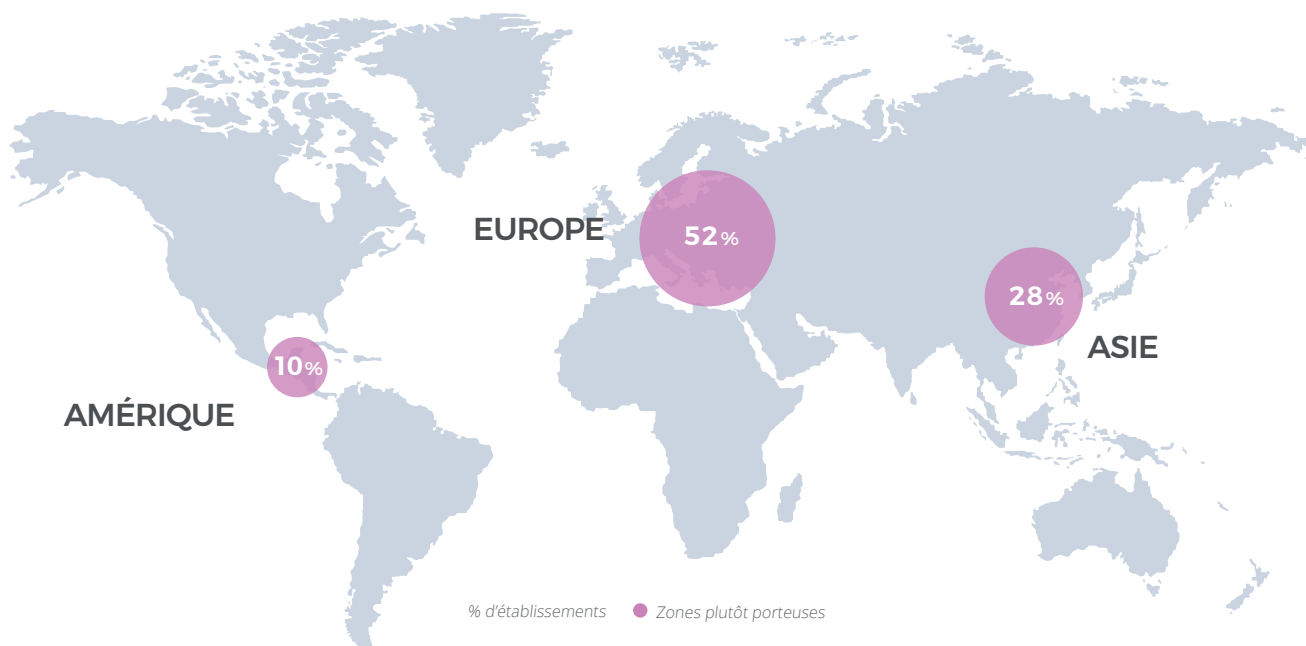 EUROPE
52%
28%
ASIE
10%
AMÉRIQUE
% d'établissements
Zones plutôt porteuses